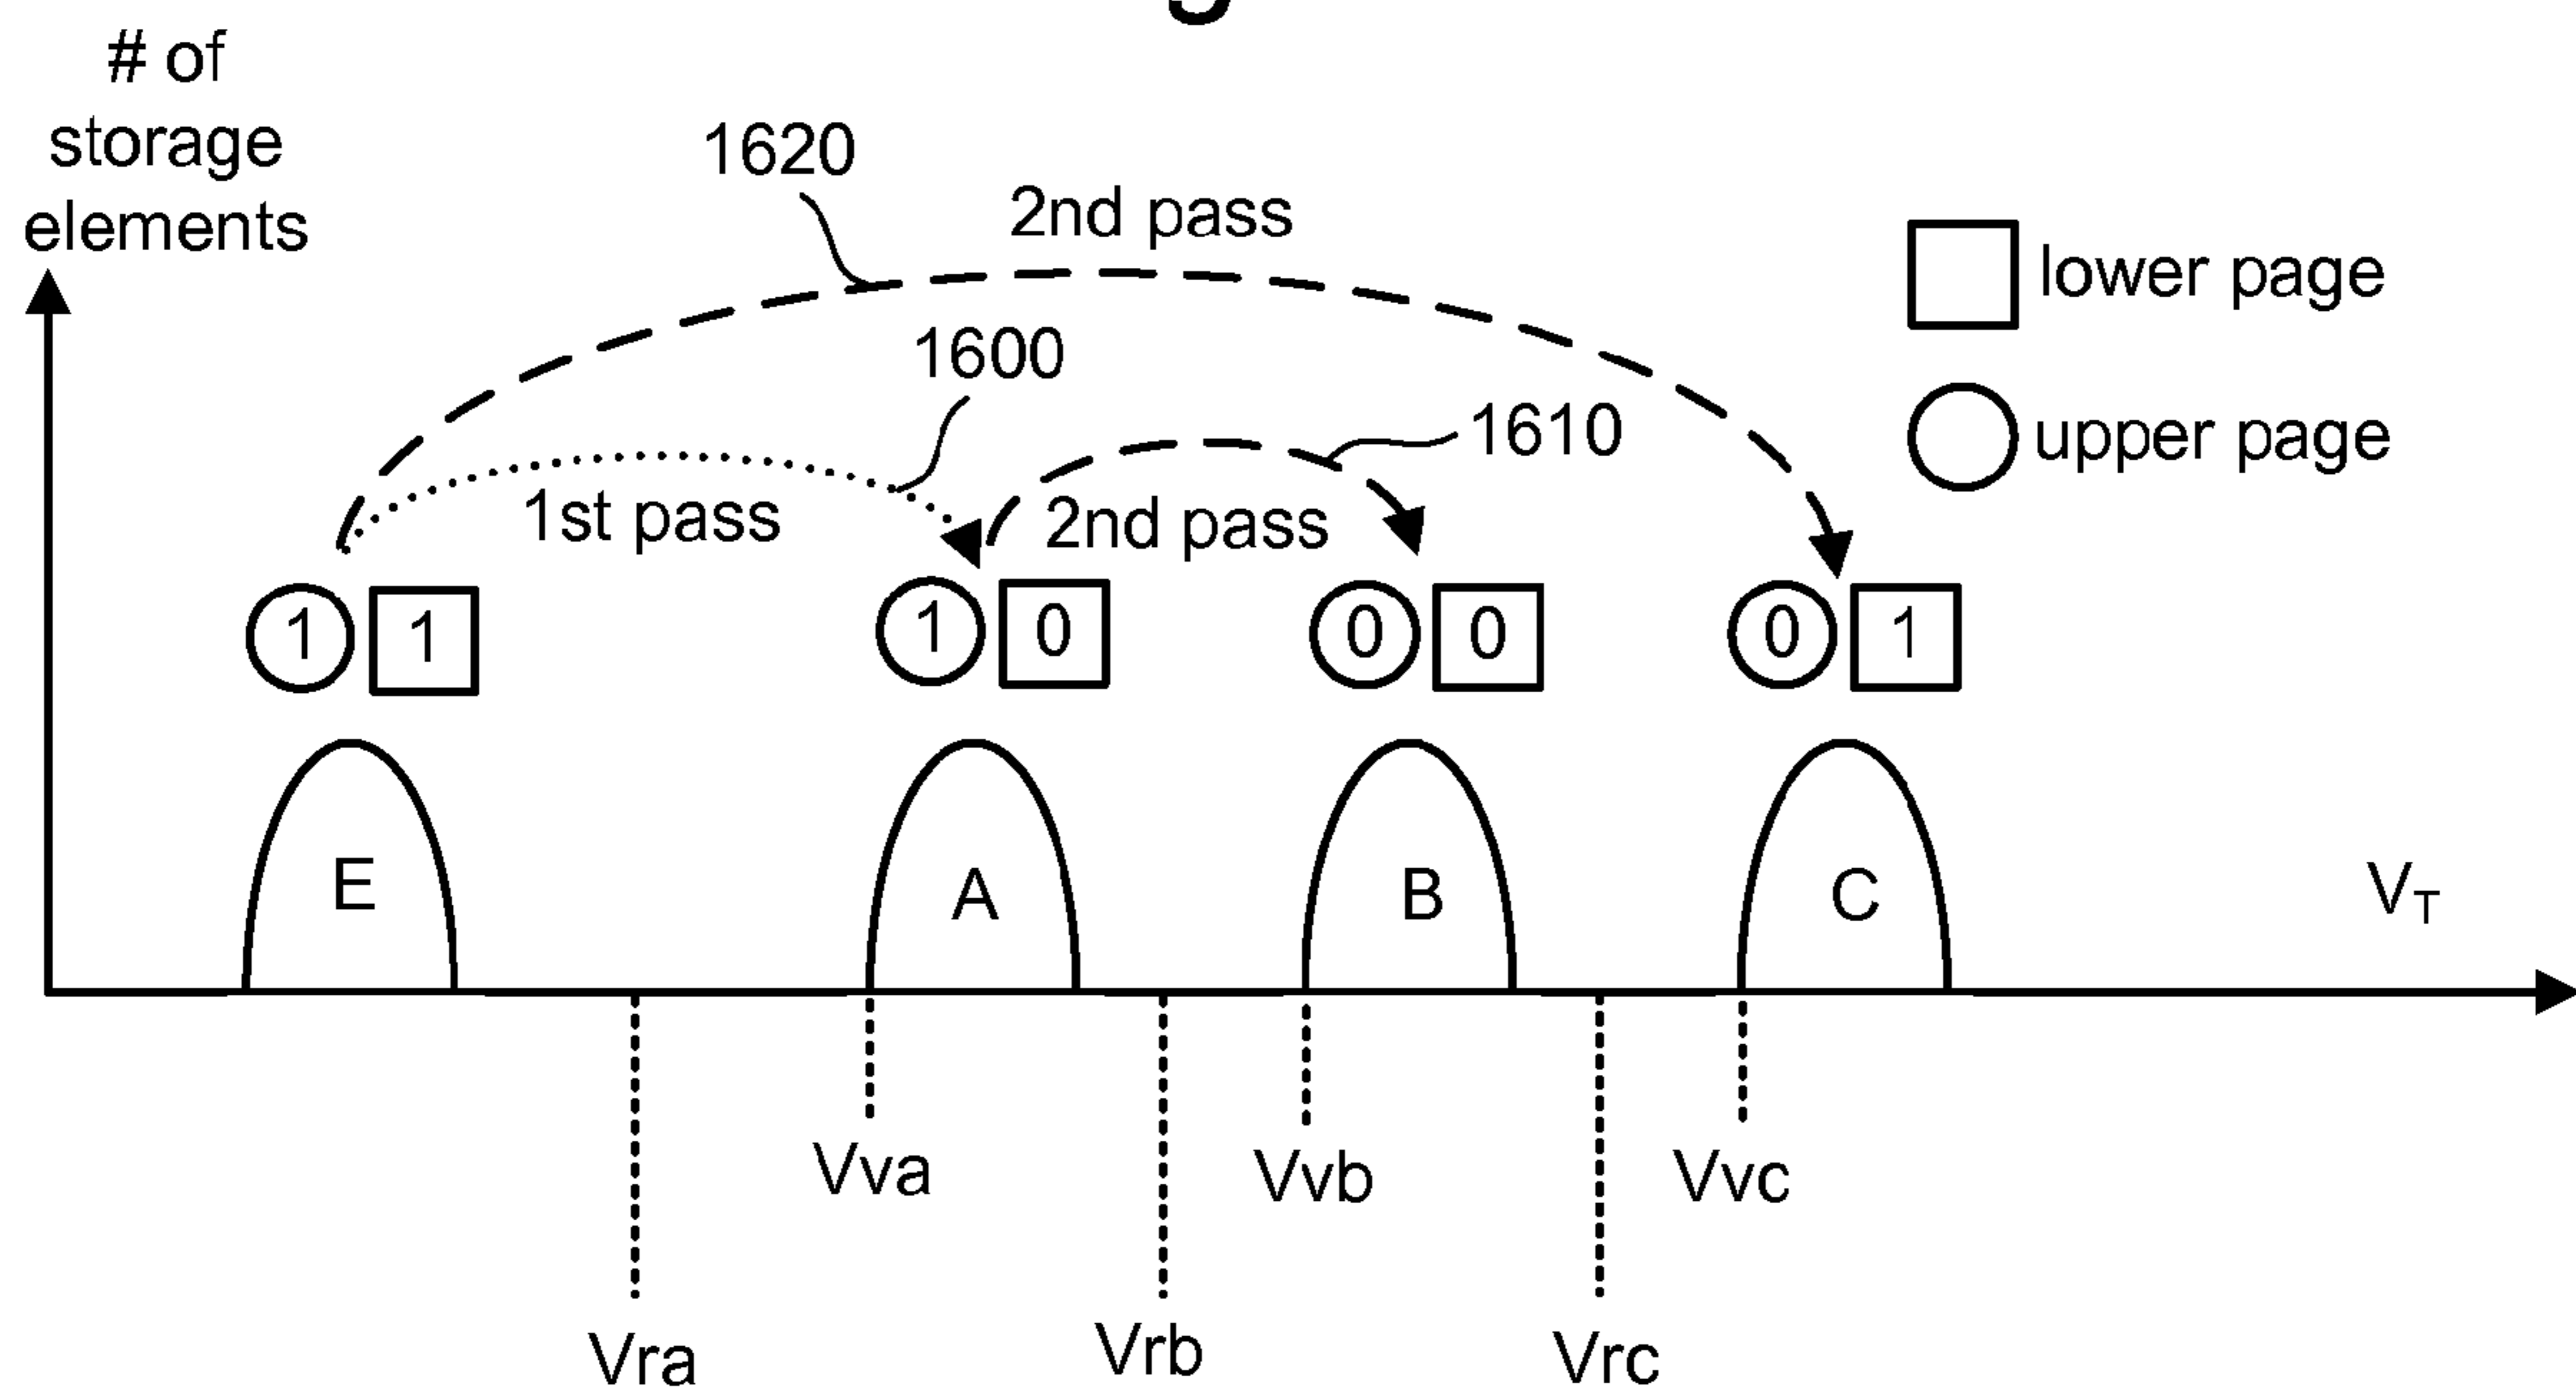 # of
storage
elements
1620
2nd pass
lower page
1600
1610
upper page
1st pass
2nd pass
1 1
1 0
0 0
0 1
E
A
B
C
VT
Vva
Vvb
Vvc
Vra
Vrb
Vrc